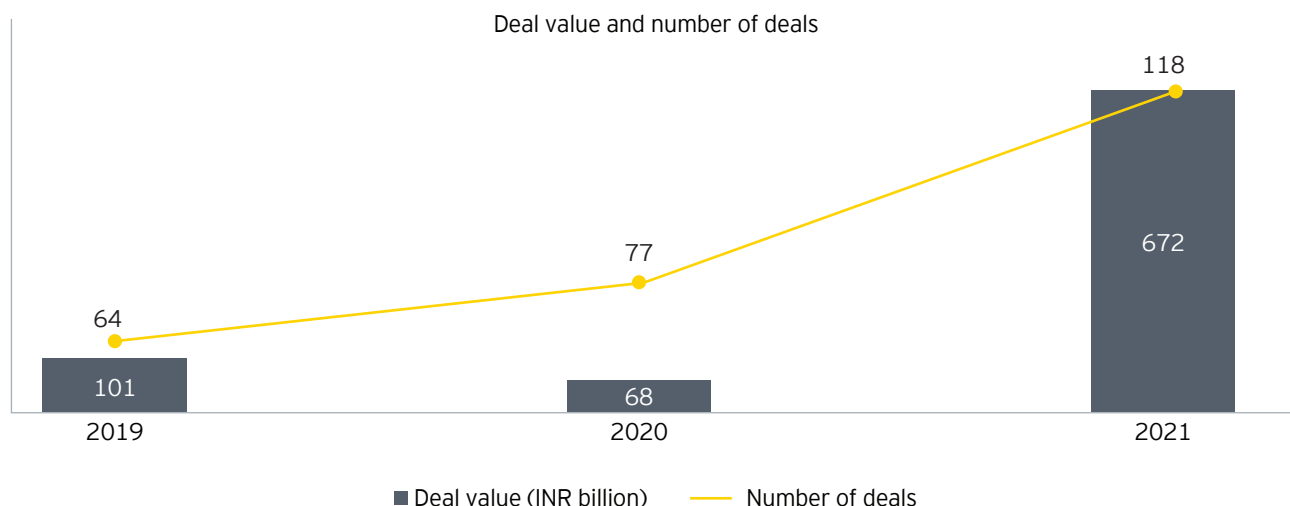 Deal value and number of deals
118
672
77
64
101
68
2019 2020 2021
Deal value (INR billion) Number of deals